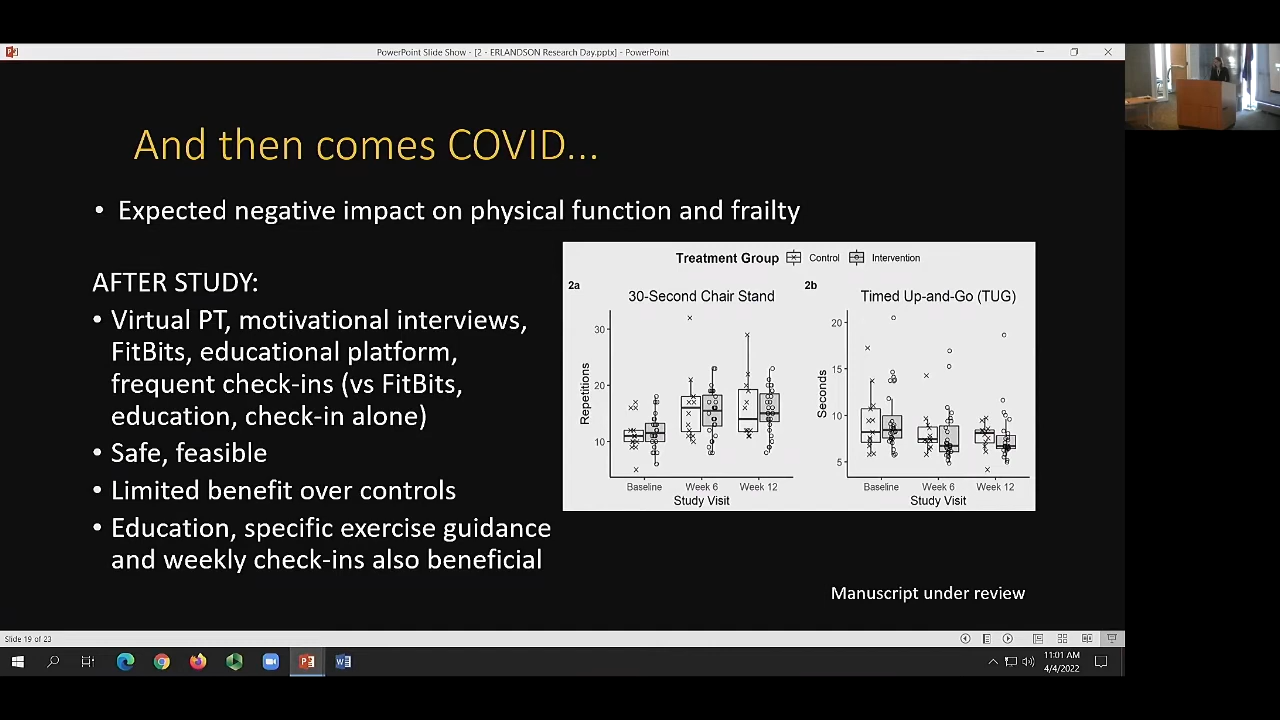 PowerPoint Slide Show - [2 - ERLANDSON Research Day.pptx] - PowerPoint
And then comes COVID...
• Expected negative impact on physical function and frailty
AFTER STUDY:
• Virtual PT, motivational interviews,
FitBits, educational platform,
frequent check-ins (vs FitBits,
education, check-in alone)
• Safe, feasible
• Limited benefit over controls
• Education, specific exercise guidance
and weekly check-ins also beneficial
Treatment Group Control Intervention
2a
30-Second Chair Stand
Repetitions
30
20
10
Baseline Week 6 Week 12
Study Visit
2b
Timed Up-and-Go (TUG)
Seconds
20
15
10
5
Baseline Week 6 Week 12
Study Visit
Manuscript under review
Slide 19 of 23
11:01 AM
4/4/2022